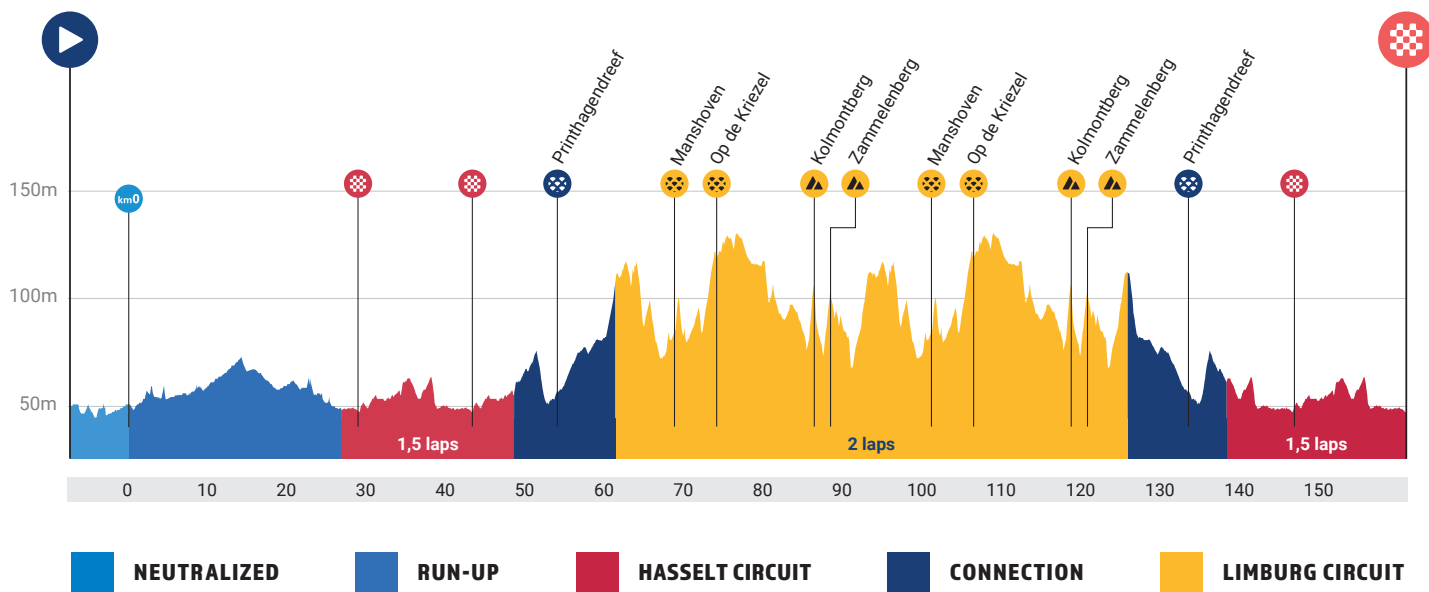 Printhagendreef
Manshoven
Op de Kriezel
Kolmontberg
Zammelenberg
Manshoven
Op de Kriezel
Kolmontberg
Zammelenberg
Printhagendreef
150m
km0
100m
50m
1,5 laps
2 laps
1,5 laps
0 10 20 30 40 50 60 70 80 90 100 110 120 130 140 150
NEUTRALIZED RUN-UP HASSELT CIRCUIT CONNECTION LIMBURG CIRCUIT